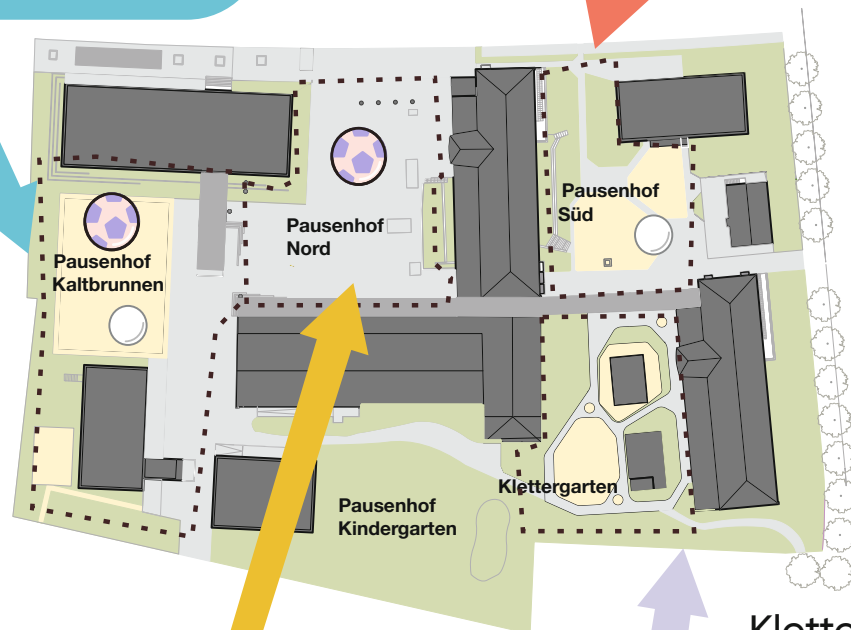 Pausenhof
Süd
Pausenhof
Nord
Pausenhof
Kaltbrunnen
Klettergarten
Pausenhof
Kindergarten